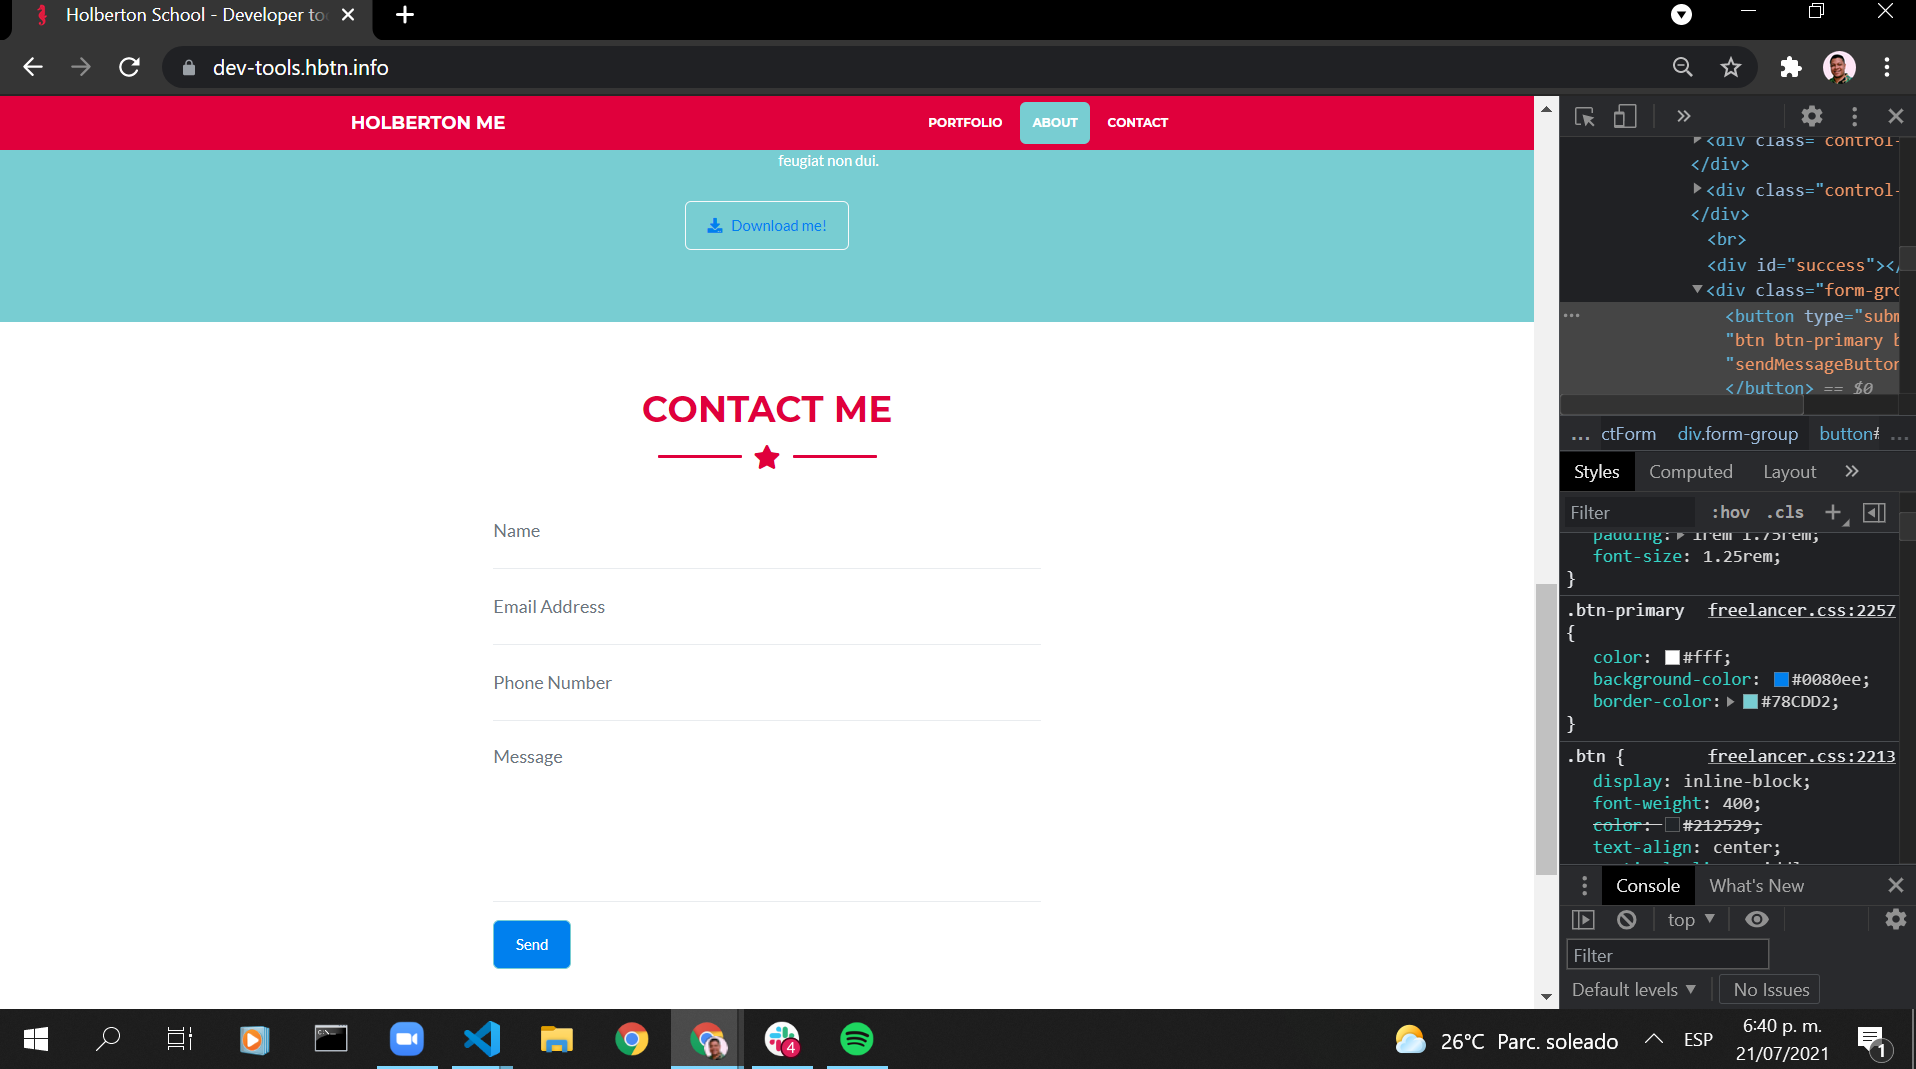 Holberton School - Developer to
dev-tools.hbtn.info
HOLBERTON ME
PORTFOLIO
ABOUT
CONTACT
feugiat non dui.
Download me!
CONTACT ME
Name
Email Address
Phone Number
Message
Send
<div class="control-
</div>
<div class="control-
</div>
<br>
<div id="success"></
<div class="form-gro
<button type="subm
"btn btn-primary b
"sendMessageButton
</button> == $0
... ctForm div.form-group button# ...
Styles Computed Layout
Filter :hov .cls
padding: 1rem 1.75rem;
font-size: 1.25rem;
}
.btn-primary freelancer.css:2257
{
color: #fff;
background-color: #0080ee;
border-color: #78CDD2;
}
.btn { freelancer.css:2213
display: inline-block;
font-weight: 400;
color: #212529;
text-align: center;
Console What's New
top
Filter
Default levels No Issues
4
26°C Parc. soleado
ESP
6:40 p. m.
21/07/2021
1